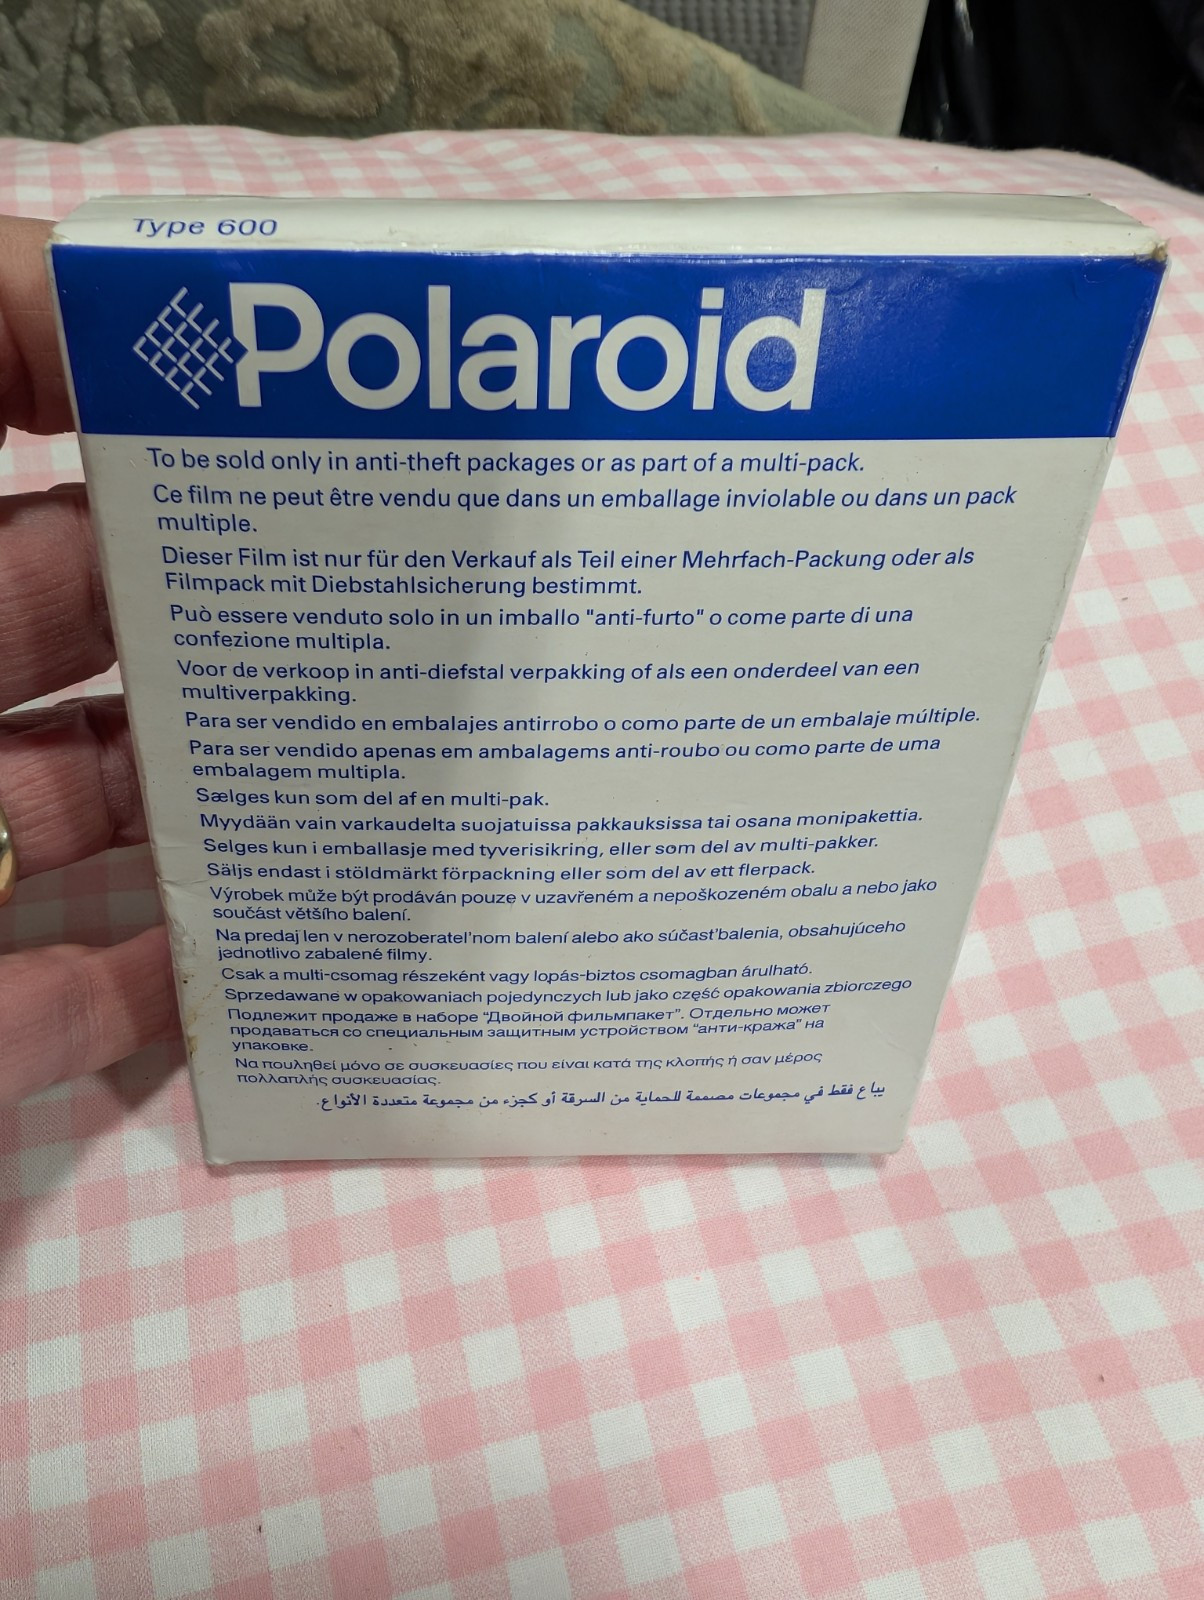 Type 600
Polaroid
To be sold only in anti-theft packages or as part of a multi-pack.
Ce film ne peut être vendu que dans un emballage inviolable ou dans un pack
multiple.
Dieser Film ist nur für den Verkauf als Teil einer Mehrfach-Packung oder als
Filmpack mit Diebstahlsicherung bestimmt.
Può essere venduto solo in un imballo "anti-furto" o come parte di una
confezione multipla.
Voor de verkoop in anti-diefstal verpakking of als een onderdeel van een
multiverpakking.
Para ser vendido en embalajes antirrobo o como parte de un embalaje múltiple.
Para ser vendido apenas em ambalagems anti-roubo ou como parte de uma
embalagem multipla.
Sælges kun som del af en multi-pak.
Myydään vain varkaudelta suojatuissa pakkauksissa tai osana monipakettia.
Selges kun i emballasje med tyverisikring, eller søm del av multi-pakker.
Säljs endast i stöldmärkt förpackning eller som del av ett flerpack.
Výrobek může být prodáván pouze v uzavřeném a nepoškozeném obalu a nebo jako
součást většího balení.
Na predaj len v nerozoberateľnom balení alebo ako súčasť balenia, obsahujúceho
jednotlivo zabalené filmy.
Csak a multi-csomag részeként vagy lopás-biztos csomagban árulható.
Sprzedawane w opakowaniach pojedynczych lub jako część opakowania zbiorczego
Подлежит продаже в наборе “Двойной фильмпакет”. Отдельно может
продаваться со специальным защитным устройством “анти-кража” на
упаковке.
Να πουληθεί μόνο σε συσκευασίες που είναι κατά της κλοπής ή σαν μέρος
πολλαπλής συσκευασίας.
يباع فقط في مجموعات مصممة للحماية من السرقة أو كجزء من مجموعة متعددة الأنواع.